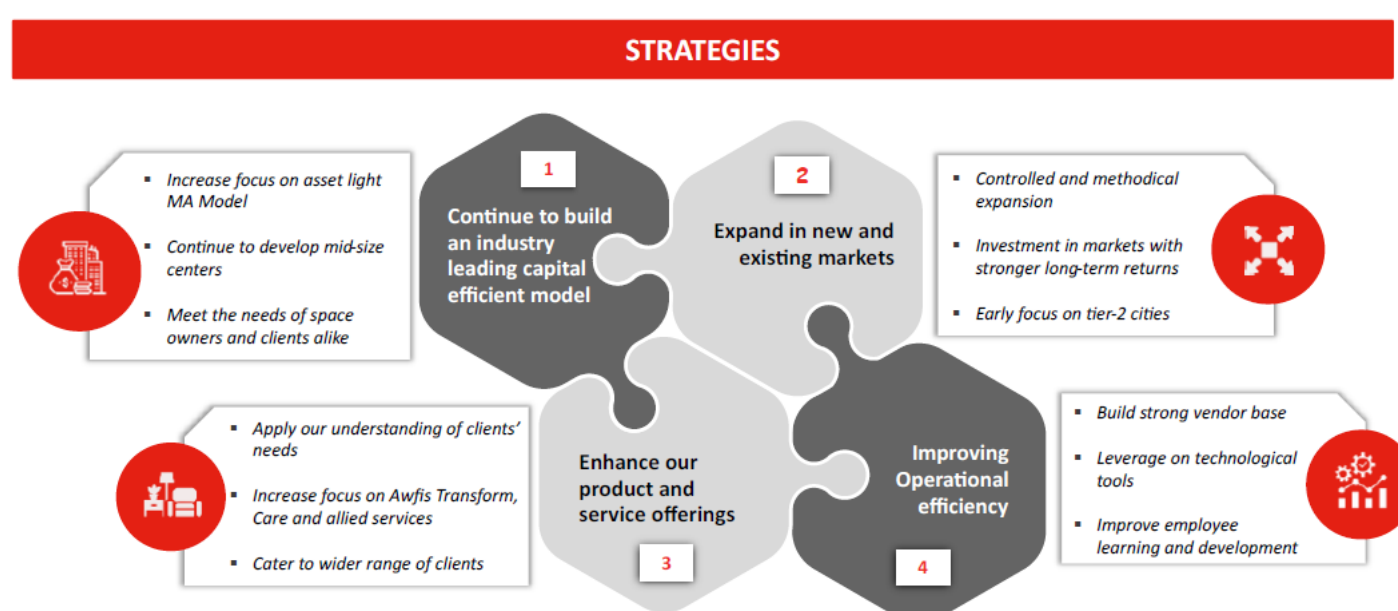 STRATEGIES
▪ Increase focus on asset light
MA Model
▪ Continue to develop mid-size
centers
▪ Meet the needs of space
owners and clients alike
1
Continue to build
an industry
leading capital
efficient model
2
Expand in new and
existing markets
▪ Controlled and methodical
expansion
▪ Investment in markets with
stronger long-term returns
▪ Early focus on tier-2 cities
▪ Apply our understanding of clients’
needs
▪ Increase focus on Awfis Transform,
Care and allied services
▪ Cater to wider range of clients
Enhance our
product and
service offerings
3
Improving
Operational
efficiency
4
▪ Build strong vendor base
▪ Leverage on technological
tools
▪ Improve employee
learning and development